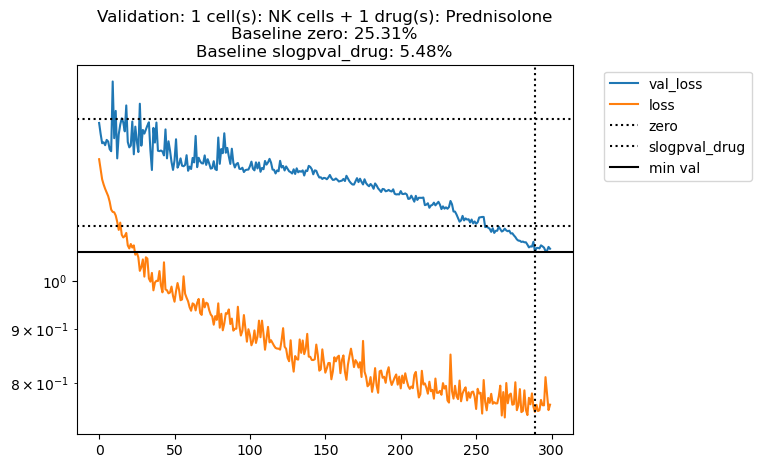 Validation: 1 cell(s): NK cells + 1 drug(s): Prednisolone
Baseline zero: 25.31%
Baseline slogpval_drug: 5.48%
val_loss
loss
zero
slogpval_drug
min val
10⁰
9 × 10⁻¹
8 × 10⁻¹
0 50 100 150 200 250 300